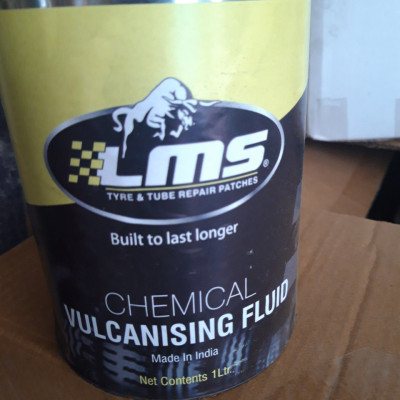 LMS®
TYRE & TUBE REPAIR PATCHES
Built to last longer
CHEMICAL
VULCANISING FLUID
Made In India
Net Contents 1Ltr.